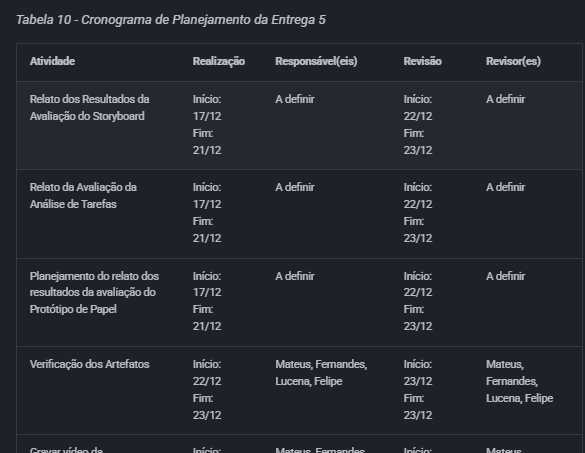 Tabela 10 - Cronograma de Planejamento da Entrega 5
Atividade Realização Responsável(eis) Revisão Revisor(es)
Relato dos Resultados da Avaliação do Storyboard
Início: 17/12 Fim: 21/12
A definir
Início: 22/12 Fim: 23/12
A definir
Relato da Avaliação da Análise de Tarefas
Início: 17/12 Fim: 21/12
A definir
Início: 22/12 Fim: 23/12
A definir
Planejamento do relato dos resultados da avaliação do Protótipo de Papel
Início: 17/12 Fim: 21/12
A definir
Início: 22/12 Fim: 23/12
A definir
Verificação dos Artefatos
Início: 22/12 Fim: 23/12
Mateus, Fernandes, Lucena, Felipe
Início: 23/12 Fim: 23/12
Mateus, Fernandes, Lucena, Felipe
Gravar vídeo da
Início:
Mateus, Fernandes
Início:
Mateus